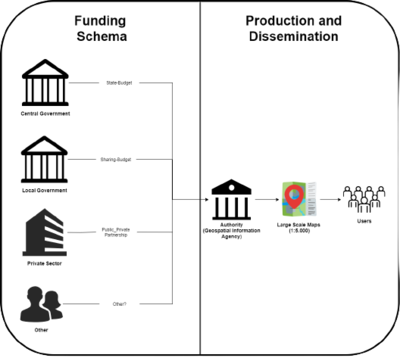 Funding
Schema
Production and
Dissemination
State-Budget
Central Government
Sharing-Budget
Local Government
Public_Private
Partnership
Private Sector
Other?
Other
Authority
(Geospatial Information
Agency)
Large Scale Maps
(1:5.000)
Users